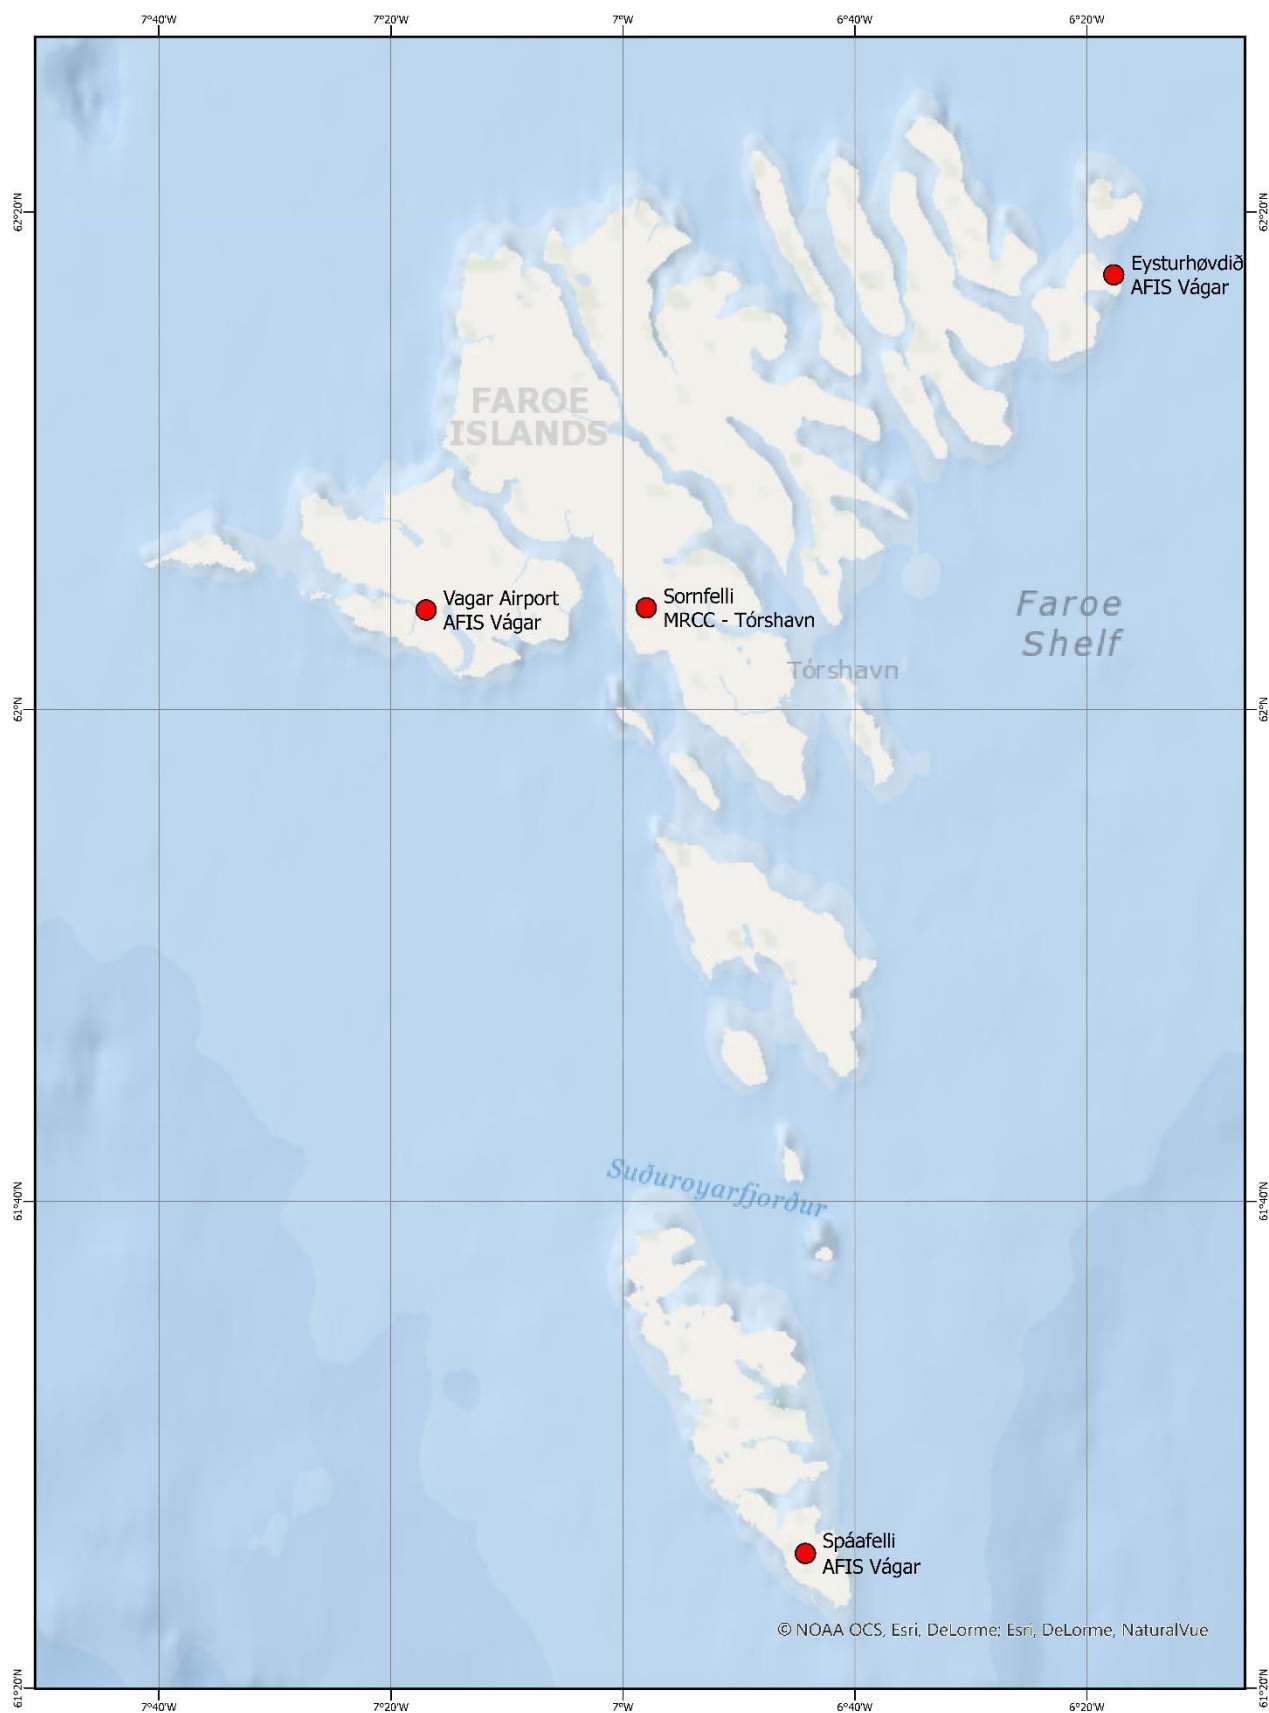 7°40'W
7°20'W
7°W
6°40'W
6°20'W
62°20'N
62°20'N
Eysturhøvdið
AFIS Vágar
FAROE
ISLANDS
Vagar Airport
AFIS Vágar
Sornfelli
MRCC - Tórshavn
Faroe
Shelf
Tórshavn
62°N
62°N
Suðuroyarfjorður
61°40'N
61°40'N
Spáafelli
AFIS Vágar
© NOAA OCS, Esri, DeLorme; Esri, DeLorme, NaturalVue
61°20'N
61°20'N
7°40'W
7°20'W
7°W
6°40'W
6°20'W